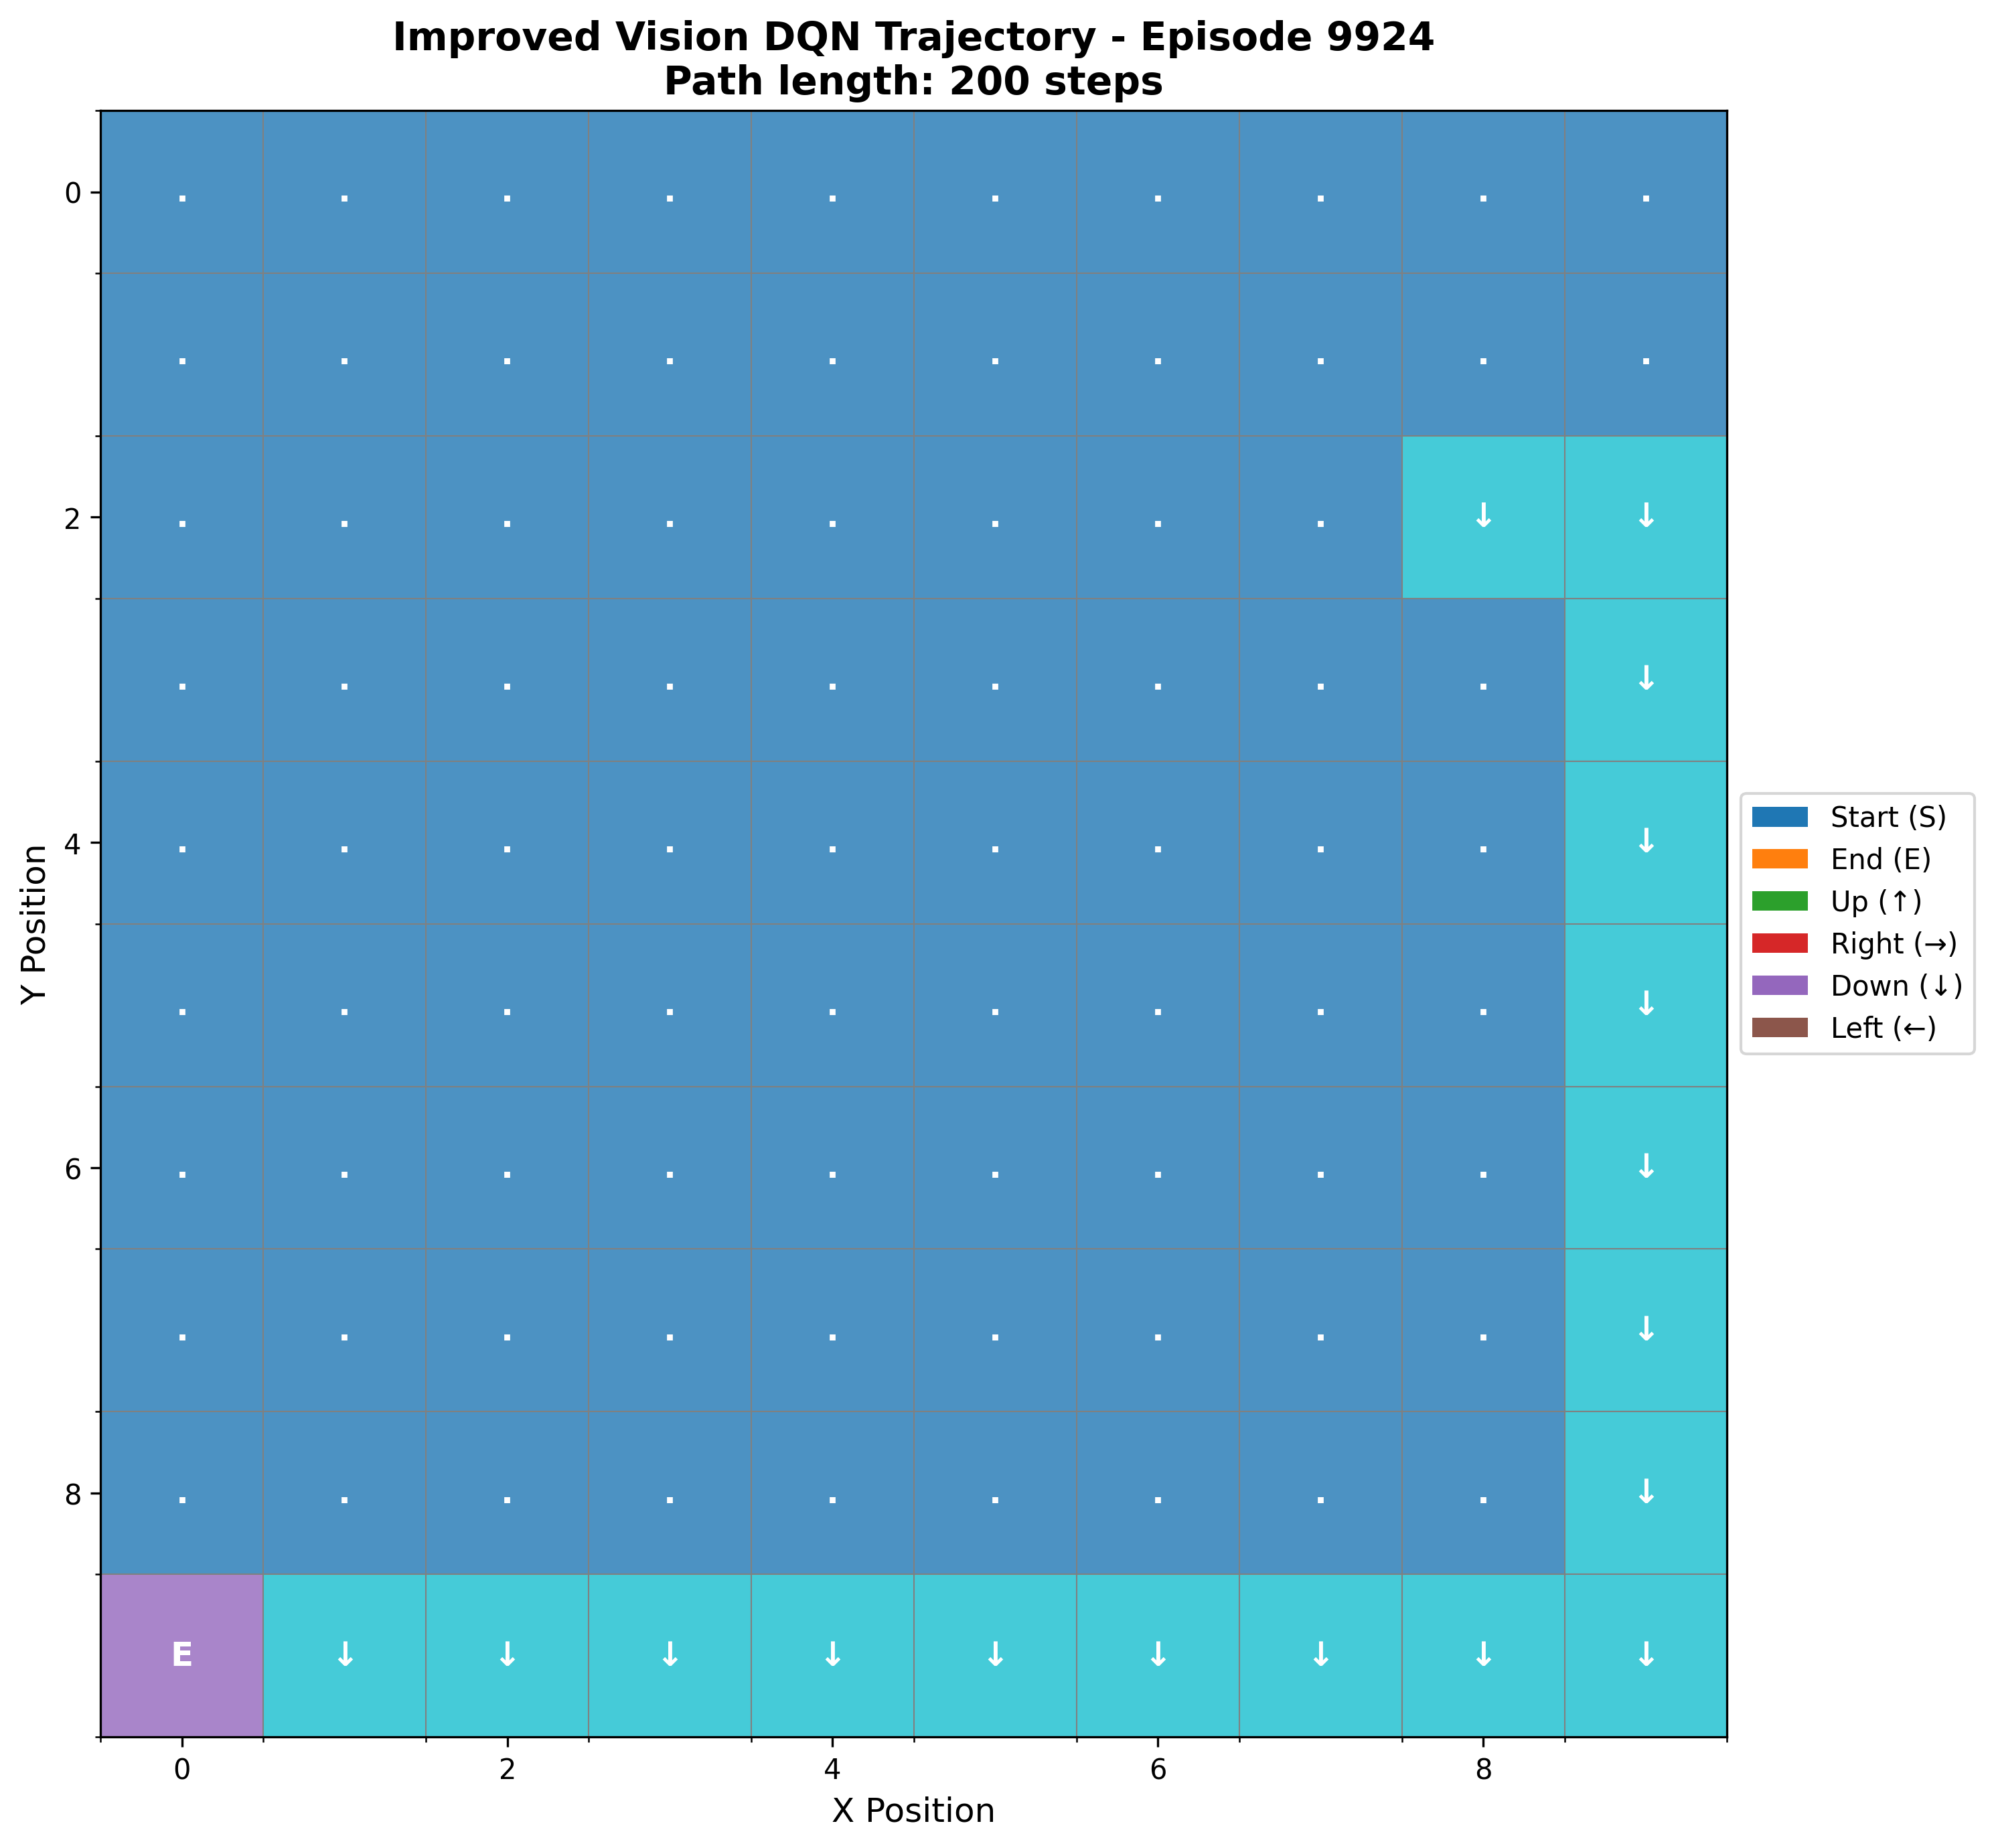 Improved Vision DQN Trajectory - Episode 9924
Path length: 200 steps
0 . . . . . . . . . .
. . . . . . . . . .
2 . . . . . . . . ↓ ↓
. . . . . . . . . ↓
4 . . . . . . . . . ↓
. . . . . . . . . ↓
6 . . . . . . . . . ↓
. . . . . . . . . ↓
8 . . . . . . . . . ↓
E ↓ ↓ ↓ ↓ ↓ ↓ ↓ ↓ ↓
0 2 4 6 8
X Position
Y Position
Start (S)
End (E)
Up (↑)
Right (→)
Down (↓)
Left (←)